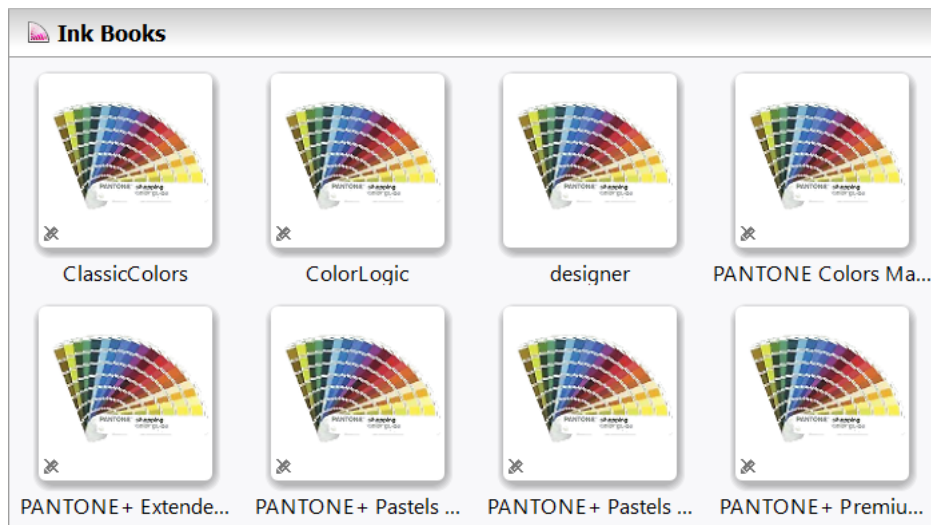 Ink Books
ClassicColors
ColorLogic
designer
PANTONE Colors Ma...
PANTONE+ Extende...
PANTONE+ Pastels ...
PANTONE+ Pastels ...
PANTONE+ Premiu...